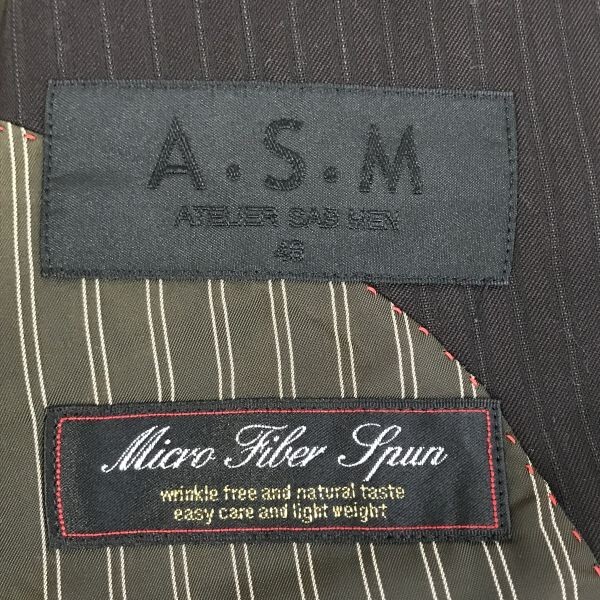 A·S·M
ATELIER SAB MEN
48
Micro Fiber Spun
wrinkle free and natural taste
easy care and light weight